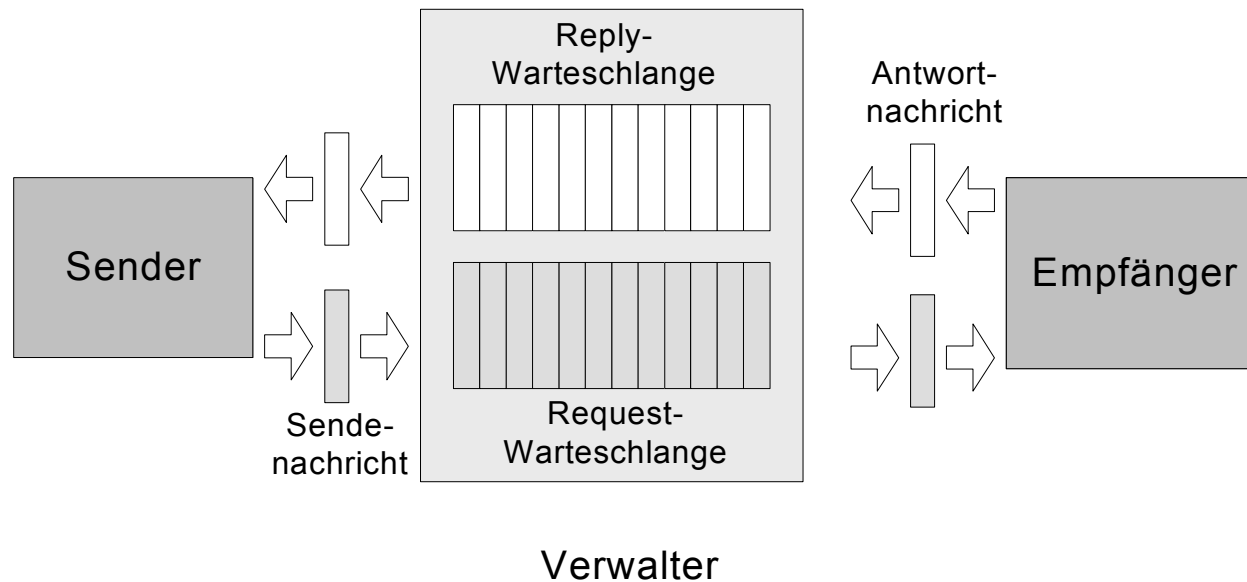 Reply-
Warteschlange
Antwort-
nachricht
Sender
Empfänger
Sende-
nachricht
Request-
Warteschlange
Verwalter